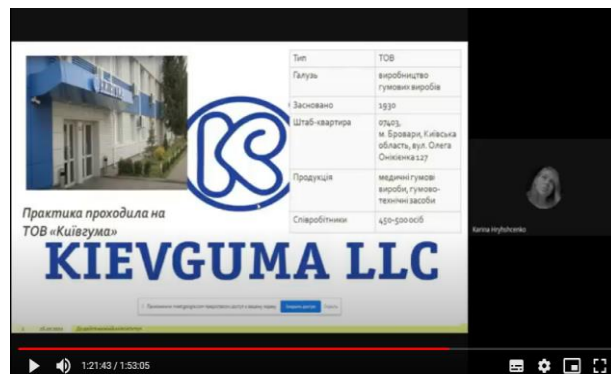 Тип ТОВ
Галузь виробництво
гумових виробів
Засновано 1930
Штаб-квартира 07403,
м. Бровари, Київська
область, вул. Олега
Онікієнка 127
Продукція медичні гумові
вироби, гумово-
технічні засоби
Співробітники 450-500 осіб
Практика проходила на
ТОВ «Київгума»
KIEVGUMA LLC
Karina Hryhshcenko
1:21:43 / 1:53:05